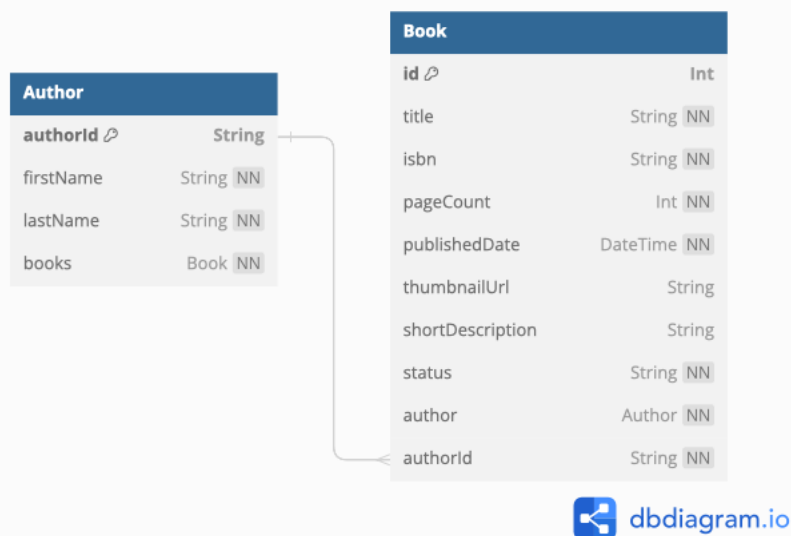 Author
authorId String
firstName String NN
lastName String NN
books Book NN
Book
id Int
title String NN
isbn String NN
pageCount Int NN
publishedDate DateTime NN
thumbnailUrl String
shortDescription String
status String NN
author Author NN
authorId String NN
dbdiagram.io